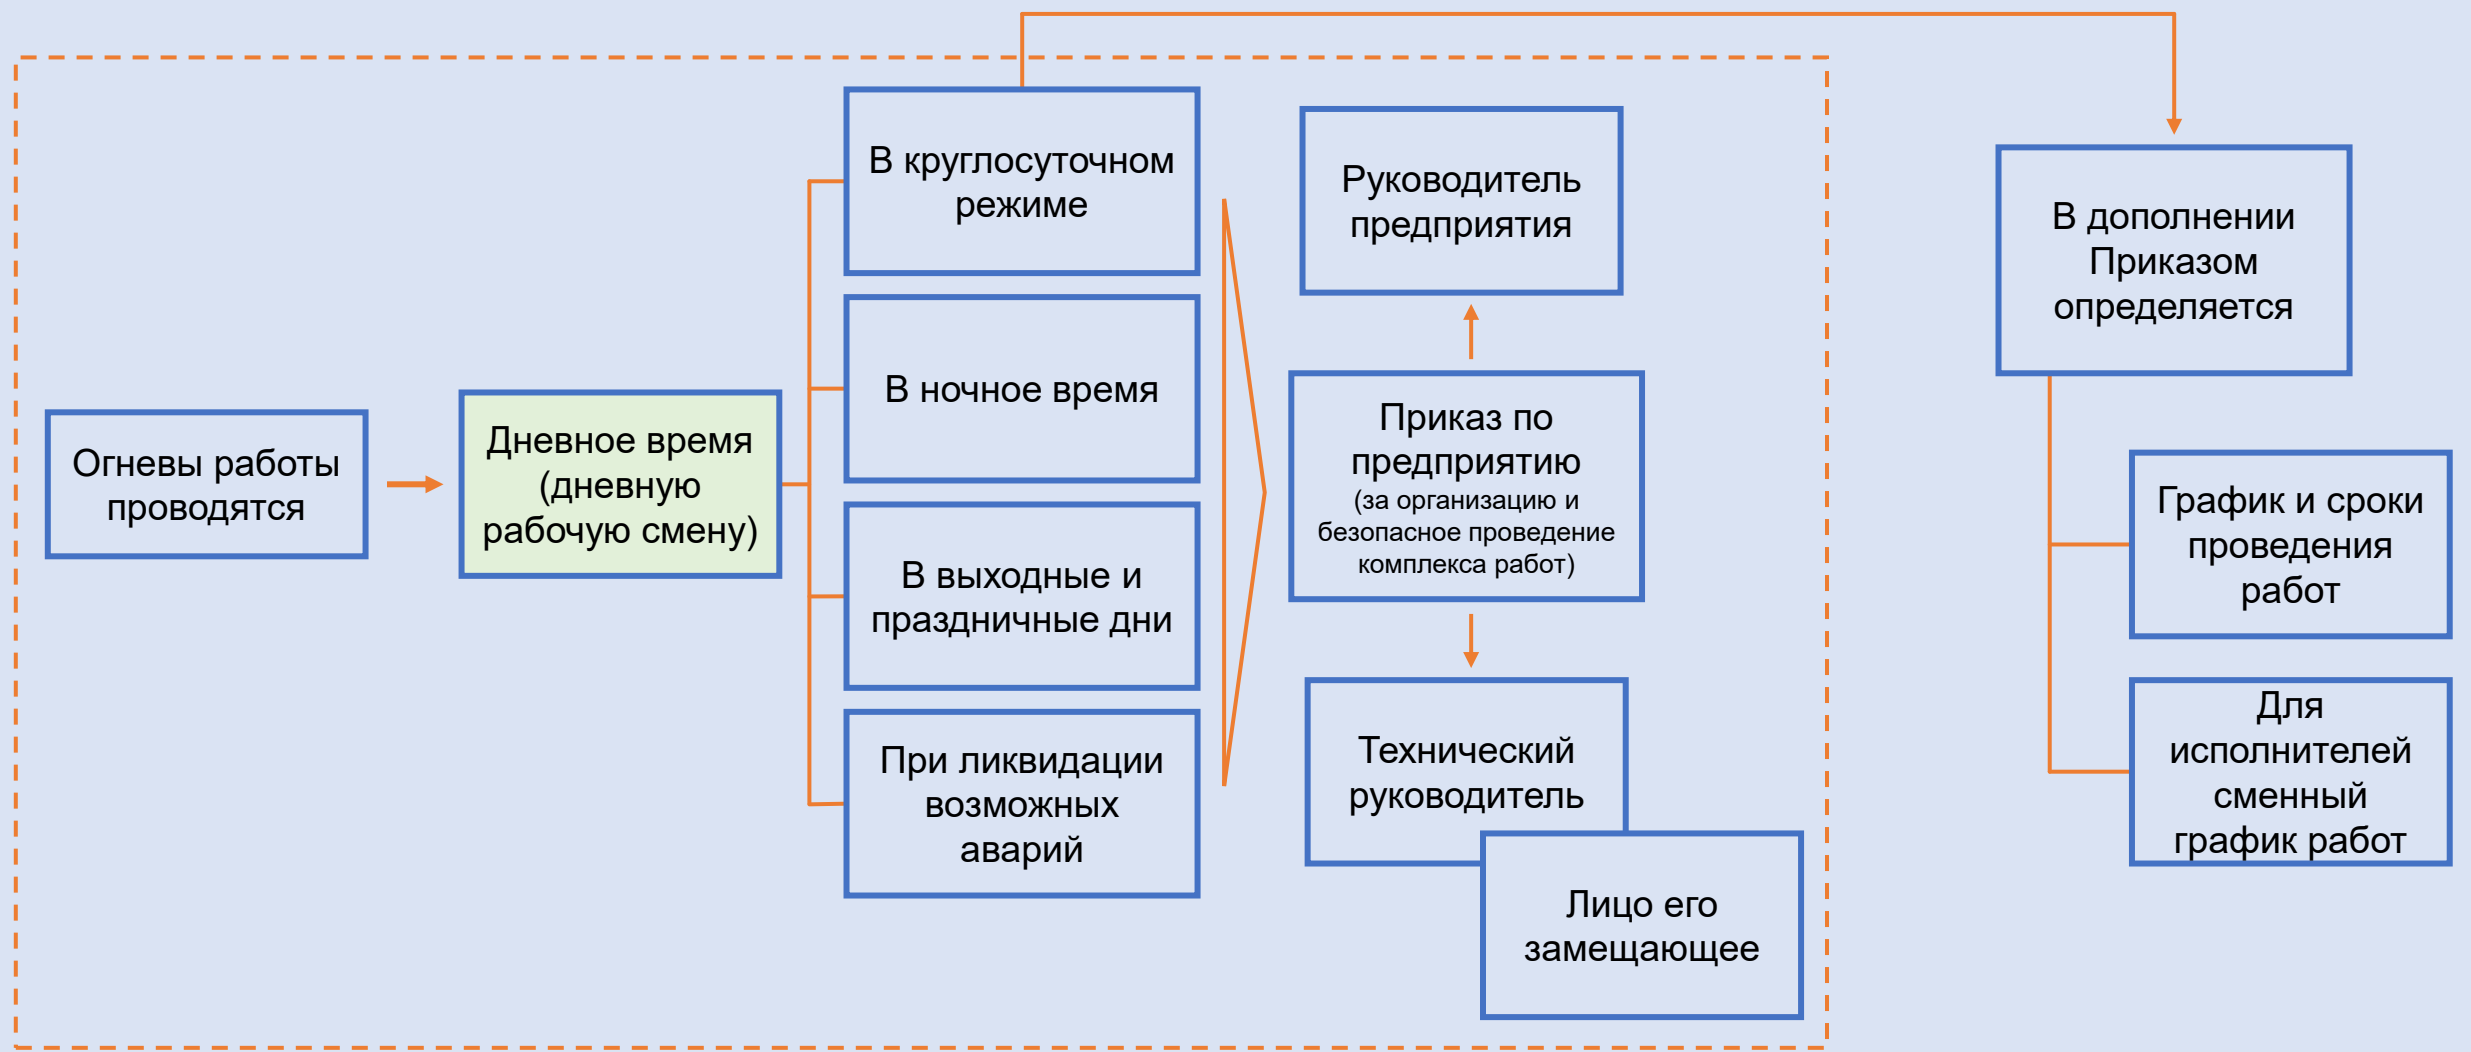 Огневы работы
проводятся
Дневное время
(дневную
рабочую смену)
В круглосуточном
режиме
В ночное время
В выходные и
праздничные дни
При ликвидации
возможных
аварий
Руководитель
предприятия
Приказ по
предприятию
(за организацию и
безопасное проведение
комплекса работ)
Технический
руководитель
Лицо его
замещающее
В дополнении
Приказом
определяется
График и сроки
проведения
работ
Для
исполнителей
сменный
график работ